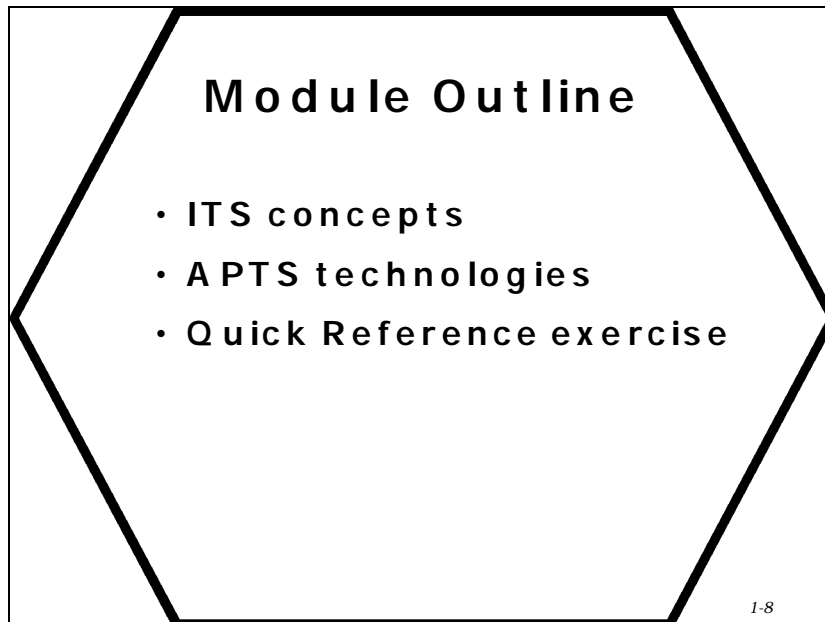 Module Outline
• ITS concepts
• APTS technologies
• Quick Reference exercise
1-8